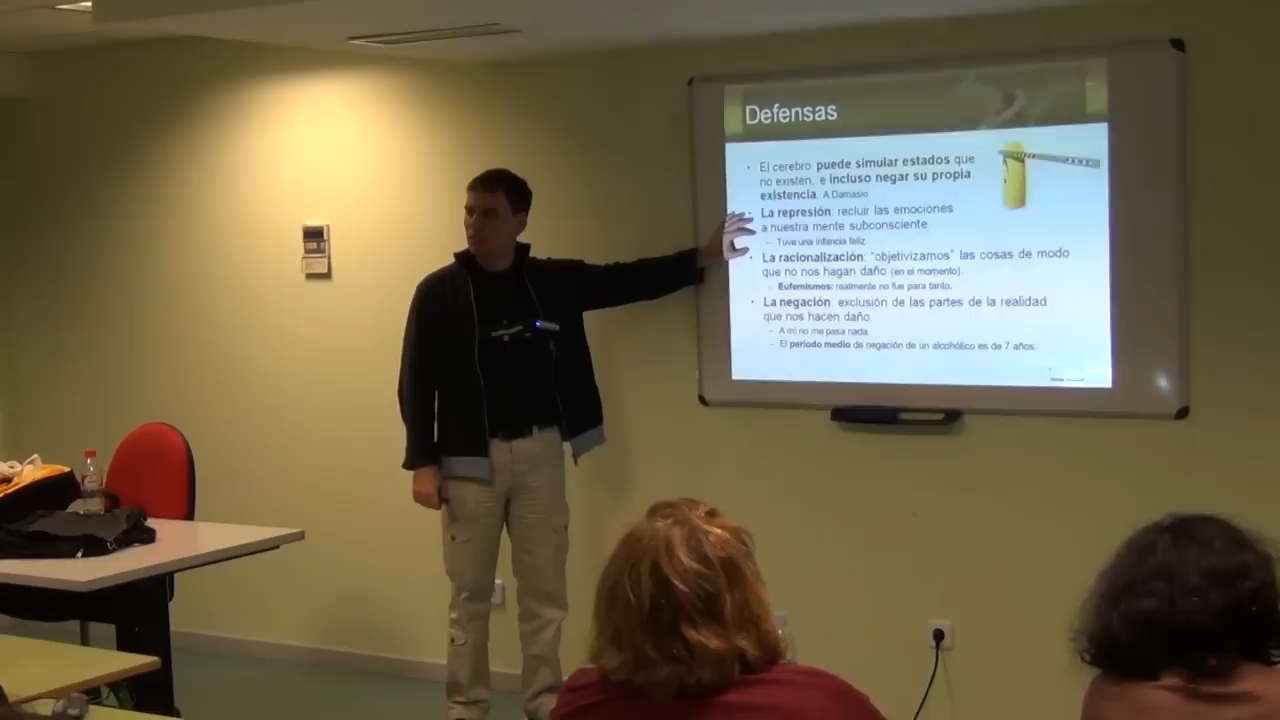 Defensas
El cerebro puede simular estados que
no existen, e incluso negar su propia
existencia. A.Damasio
La represión: recluir las emociones
a nuestra mente subconsciente
– Tuve una infancia feliz.
La racionalización: “objetivizamos” las cosas de modo
que no nos hagan daño (en el momento).
– Eufemismos: realmente no fue para tanto.
La negación: exclusión de las partes de la realidad
que nos hacen daño.
– A mí no me pasa nada.
– El periodo medio de negación de un alcohólico es de 7 años.